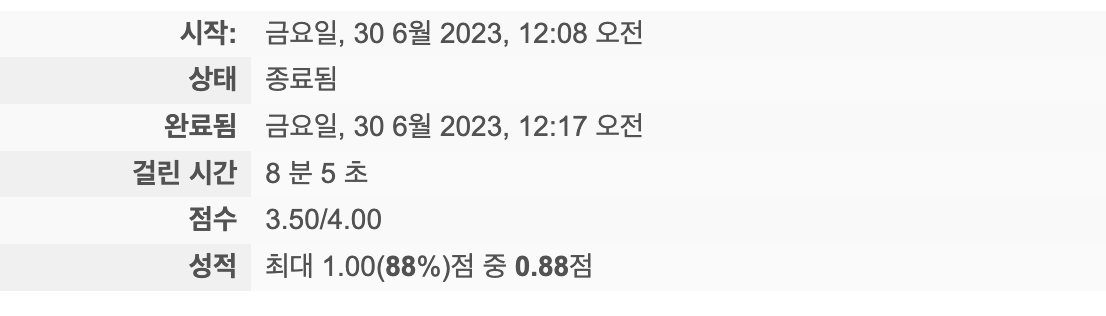 시작: 금요일, 30 6월 2023, 12:08 오전
상태 종료됨
완료됨 금요일, 30 6월 2023, 12:17 오전
걸린 시간 8 분 5 초
점수 3.50/4.00
성적 최대 1.00(88%)점 중 0.88점